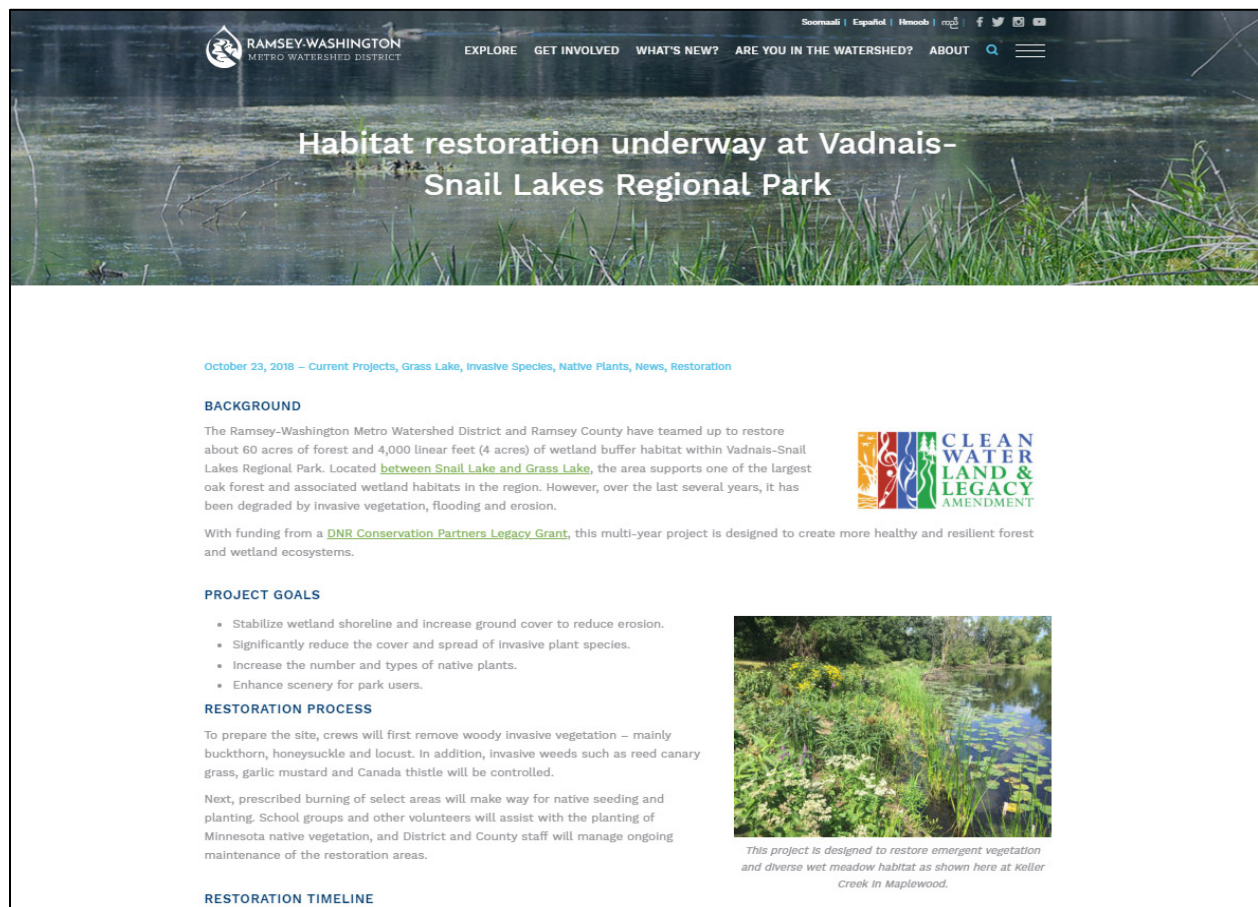 Soomaali | Español | Hmoob |
RAMSEY-WASHINGTON
METRO WATERSHED DISTRICT
EXPLORE GET INVOLVED WHAT'S NEW? ARE YOU IN THE WATERSHED? ABOUT
Habitat restoration underway at Vadnais-
Snail Lakes Regional Park
October 23, 2018 – Current Projects, Grass Lake, Invasive Species, Native Plants, News, Restoration
BACKGROUND
The Ramsey-Washington Metro Watershed District and Ramsey County have teamed up to restore
about 60 acres of forest and 4,000 linear feet (4 acres) of wetland buffer habitat within Vadnais-Snail
Lakes Regional Park. Located between Snail Lake and Grass Lake, the area supports one of the largest
oak forest and associated wetland habitats in the region. However, over the last several years, it has
been degraded by invasive vegetation, flooding and erosion.
CLEAN
WATER
LAND &
LEGACY
AMENDMENT
With funding from a DNR Conservation Partners Legacy Grant, this multi-year project is designed to create more healthy and resilient forest
and wetland ecosystems.
PROJECT GOALS
• Stabilize wetland shoreline and increase ground cover to reduce erosion.
• Significantly reduce the cover and spread of invasive plant species.
• Increase the number and types of native plants.
• Enhance scenery for park users.
RESTORATION PROCESS
To prepare the site, crews will first remove woody invasive vegetation – mainly
buckthorn, honeysuckle and locust. In addition, invasive weeds such as reed canary
grass, garlic mustard and Canada thistle will be controlled.
Next, prescribed burning of select areas will make way for native seeding and
planting. School groups and other volunteers will assist with the planting of
Minnesota native vegetation, and District and County staff will manage ongoing
maintenance of the restoration areas.
This project is designed to restore emergent vegetation
and diverse wet meadow habitat as shown here at Keller
Creek in Maplewood.
RESTORATION TIMELINE